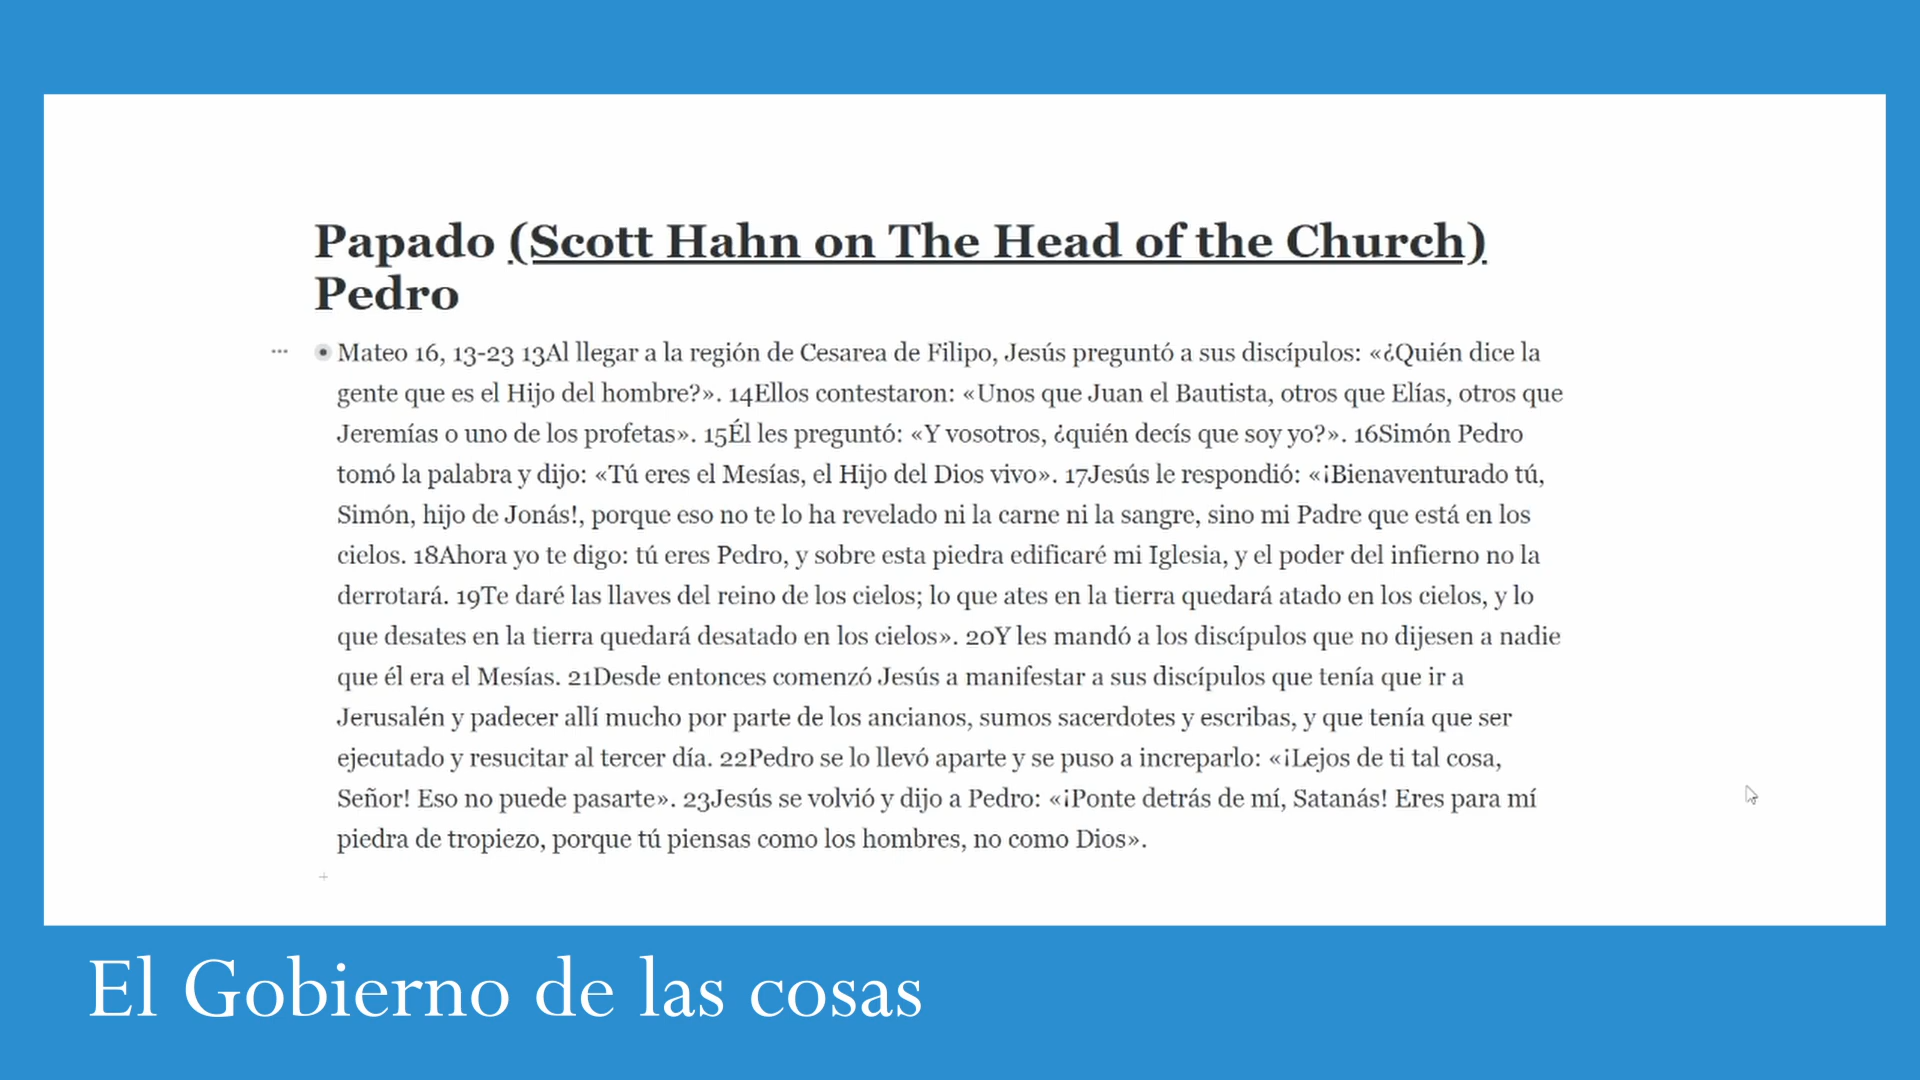 Papado (Scott Hahn on The Head of the Church)
Pedro
Mateo 16, 13-23 13Al llegar a la región de Cesarea de Filipo, Jesús preguntó a sus discípulos: «¿Quién dice la
gente que es el Hijo del hombre?». 14Ellos contestaron: «Unos que Juan el Bautista, otros que Elías, otros que
Jeremías o uno de los profetas». 15Él les preguntó: «Y vosotros, ¿quién decís que soy yo?». 16Simón Pedro
tomó la palabra y dijo: «Tú eres el Mesías, el Hijo del Dios vivo». 17Jesús le respondió: «¡Bienaventurado tú,
Simón, hijo de Jonás!, porque eso no te lo ha revelado ni la carne ni la sangre, sino mi Padre que está en los
cielos. 18Ahora yo te digo: tú eres Pedro, y sobre esta piedra edificaré mi Iglesia, y el poder del infierno no la
derrotará. 19Te daré las llaves del reino de los cielos; lo que ates en la tierra quedará atado en los cielos, y lo
que desates en la tierra quedará desatado en los cielos». 20Y les mandó a los discípulos que no dijesen a nadie
que él era el Mesías. 21Desde entonces comenzó Jesús a manifestar a sus discípulos que tenía que ir a
Jerusalén y padecer allí mucho por parte de los ancianos, sumos sacerdotes y escribas, y que tenía que ser
ejecutado y resucitar al tercer día. 22Pedro se lo llevó aparte y se puso a increparlo: «¡Lejos de ti tal cosa,
Señor! Eso no puede pasarte». 23Jesús se volvió y dijo a Pedro: «¡Ponte detrás de mí, Satanás! Eres para mí
piedra de tropiezo, porque tú piensas como los hombres, no como Dios».
El Gobierno de las cosas